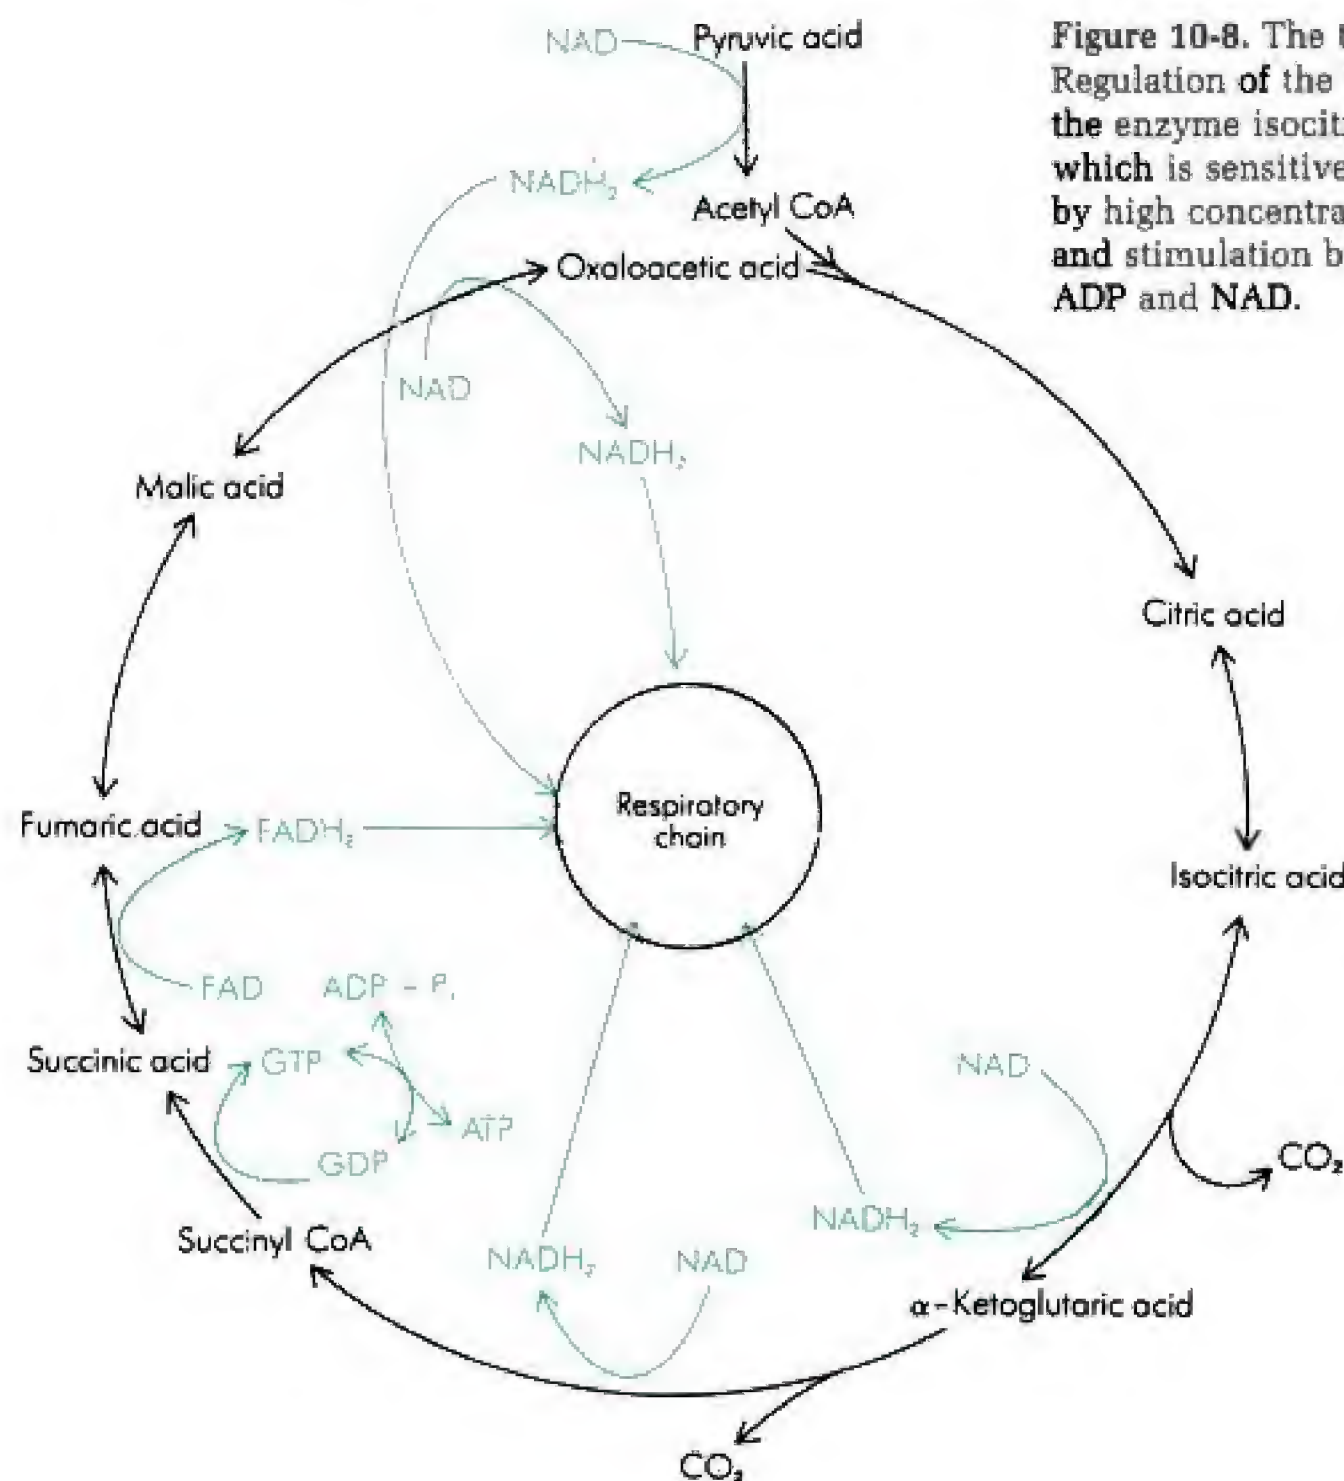 NAD
Pyruvic acid
NADH₂
Acetyl CoA
Oxaloacetic acid
NAD
NADH₂
Malic acid
Citric acid
Respiratory
chain
Fumaric acid
FADH₂
Isocitric acid
FAD
ADP – Pᵢ
Succinic acid
GTP
NAD
ATP
GDP
CO₂
NADH₂
Succinyl CoA
NADH₂
NAD
α-Ketoglutaric acid
CO₂
Figure 10-8. The
Regulation of the
the enzyme
which is sensitive
by high
and stimulation
ADP and NAD.